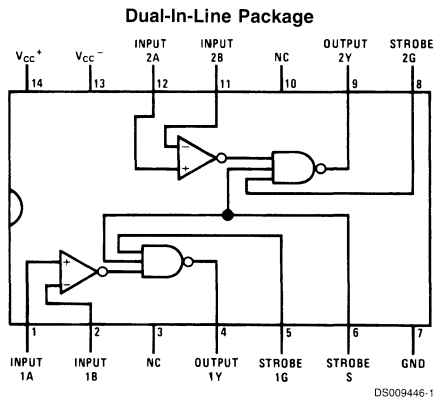 Dual-In-Line Package
VCC+
VCC−
INPUT 2A
INPUT 2B
NC
OUTPUT 2Y
STROBE 2G
14
13
12
11
10
9
8
−
+
+
−
1
2
3
4
5
6
7
INPUT 1A
INPUT 1B
NC
OUTPUT 1Y
STROBE 1G
STROBE S
GND
DS009446-1